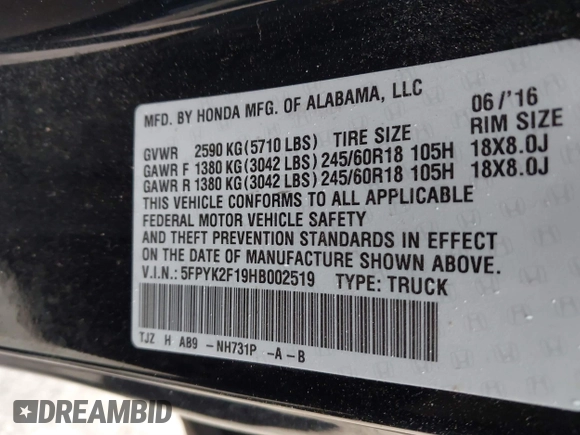 MFD. BY HONDA MFG. OF ALABAMA, LLC 06/'16
GVWR 2590 KG(5710 LBS) TIRE SIZE RIM SIZE
GAWR F 1380 KG(3042 LBS) 245/60R18 105H 18X8.0J
GAWR R 1380 KG(3042 LBS) 245/60R18 105H 18X8.0J
THIS VEHICLE CONFORMS TO ALL APPLICABLE
FEDERAL MOTOR VEHICLE SAFETY
AND THEFT PREVENTION STANDARDS IN EFFECT
ON THE DATE OF MANUFACTURE SHOWN ABOVE.
V.I.N.: 5FPYK2F19HB002519 TYPE: TRUCK
TJZ H AB9 -NH731P -A -B
DREAMBID